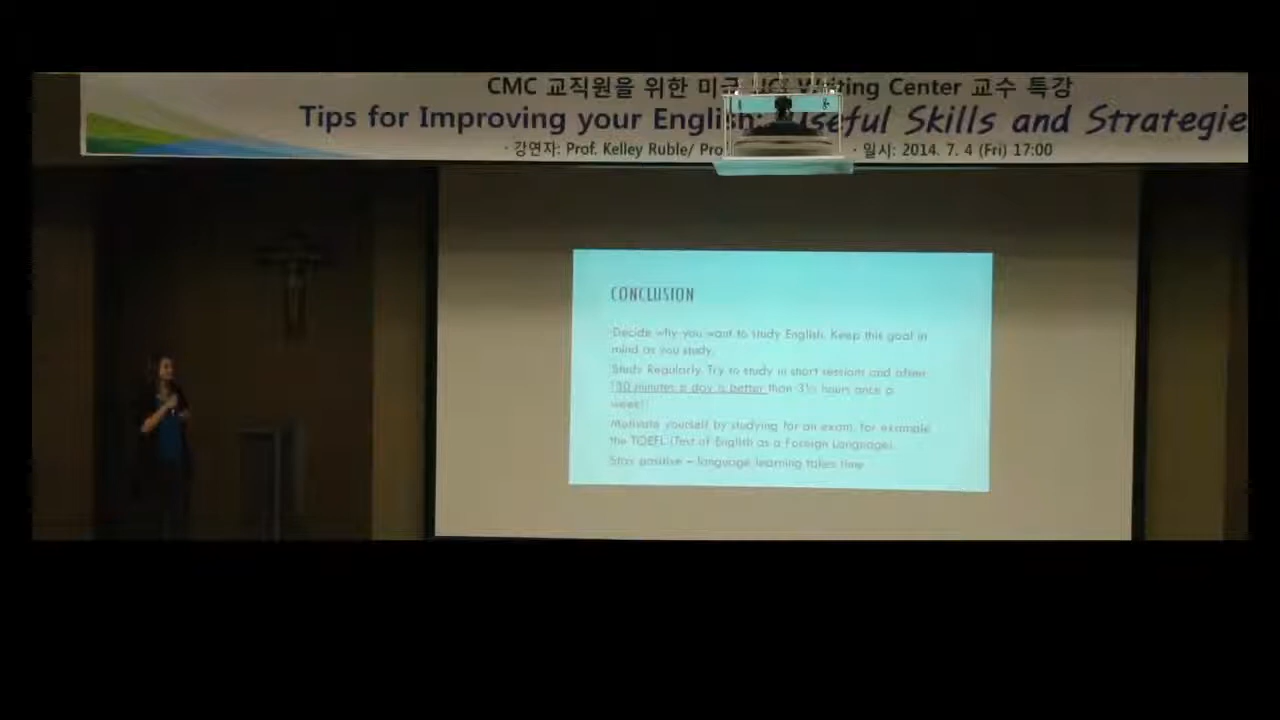 CMC 교직원을 위한 미국 UCI Writing Center 교수 특강
Tips for Improving your English: Useful Skills and Strategie
· 강연자: Prof. Kelley Ruble/ Pro · 일시: 2014. 7. 4 (Fri) 17:00
CONCLUSION
Decide why you want to study English. Keep this goal in
mind as you study.
Study Regularly. Try to study in short sessions and often
30 minutes a day is better than 3½ hours once a
week!!
Motivate yourself by studying for an exam, for example
the TOEFL (Test of English as a Foreign Language).
Stay positive – language learning takes time